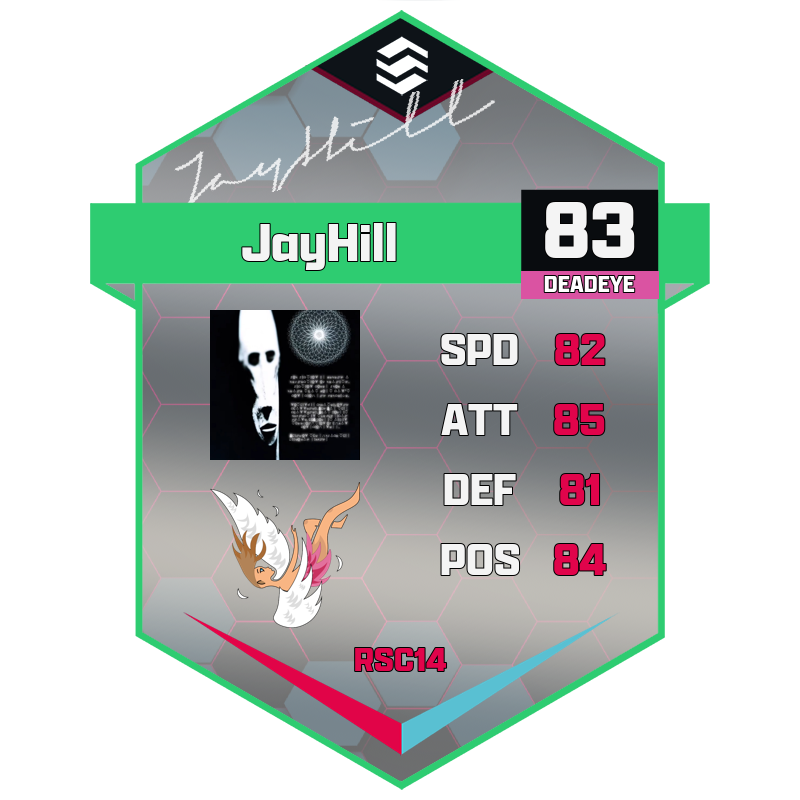 JayHill
JayHill
83
DEADEYE
SPD 82
ATT 85
DEF 81
POS 84
RSC14